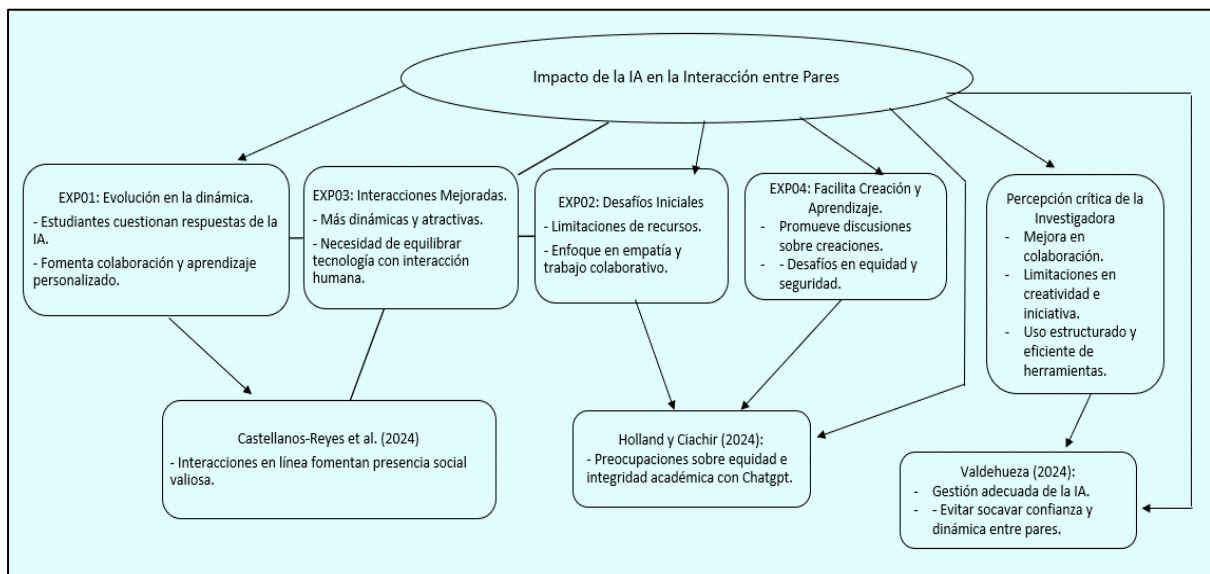 Impacto de la IA en la Interacción entre Pares
EXP01: Evolución en la dinámica.
- Estudiantes cuestionan respuestas de la
IA.
- Fomenta colaboración y aprendizaje
personalizado.
EXP03: Interacciones Mejoradas.
- Más dinámicas y atractivas.
- Necesidad de equilibrar
tecnología con interacción
humana.
EXP02: Desafíos Iniciales
- Limitaciones de recursos.
- Enfoque en empatía y
trabajo colaborativo.
EXP04: Facilita Creación y
Aprendizaje.
- Promueve discusiones
sobre creaciones.
- - Desafíos en equidad y
seguridad.
Percepción crítica de la
Investigadora
- Mejora en
colaboración.
- Limitaciones en
creatividad e
iniciativa.
- Uso estructurado y
eficiente de
herramientas.
Castellanos-Reyes et al. (2024)
- Interacciones en línea fomentan presencia social
valiosa.
Holland y Ciachir (2024):
- Preocupaciones sobre equidad e
integridad académica con Chatgpt.
Valdehueza (2024):
- Gestión adecuada de la IA.
- - Evitar socavar confianza y
dinámica entre pares.